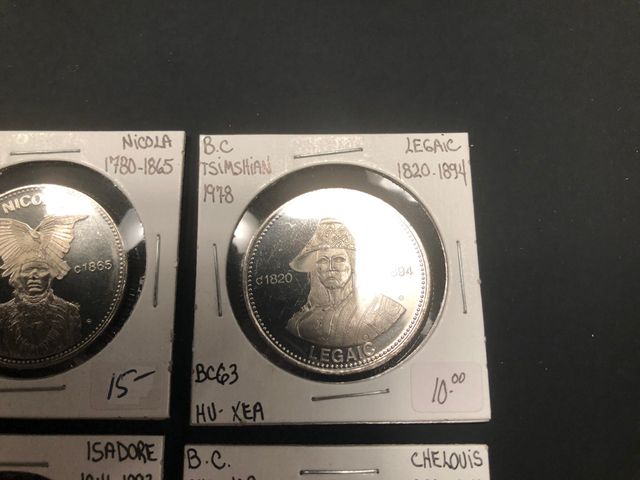 NICOLA
1780-1865
NICO
c1865
15-
B.C LEGAIC
TSIMSHIAN 1820-1894
1978
c1820 894
LEGAIC
BC63
HU-XEA
10.00
ISADORE
B.C. CHELOUIS